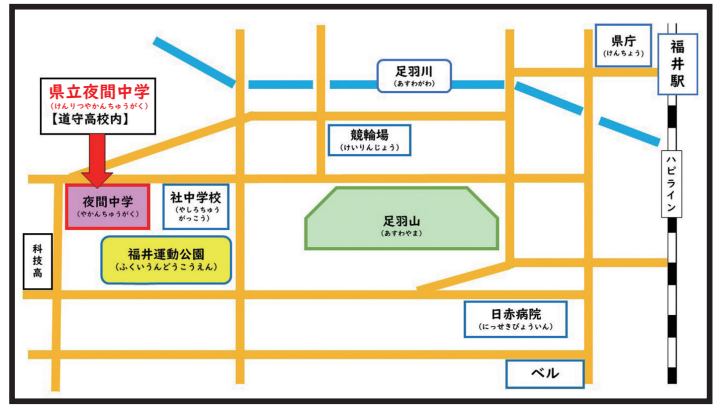 県庁
(けんちょう)
福井駅
足羽川
(あすわがわ)
県立夜間中学
(けんりつやかんちゅうがく)
【道守高校内】
競輪場
(けいりんじょう)
ハピライン
夜間中学
(やかんちゅうがく)
社中学校
(やしろちゅう
がっこう)
足羽山
(あすわやま)
科技高
福井運動公園
(ふくいうんどうこうえん)
日赤病院
(にっせきびょういん)
ベル